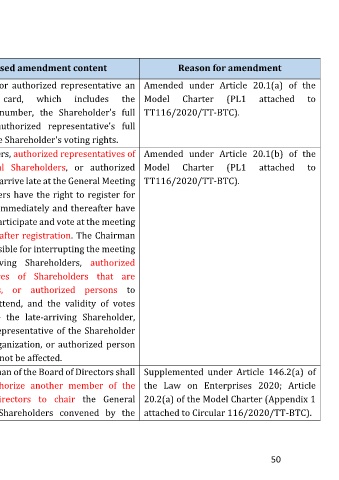 sed amendment content Reason for amendment
or authorized representative an
card, which includes the
number, the Shareholder's full
uthorized representative's full
e Shareholder's voting rights.
Amended under Article 20.1(a) of the
Model Charter (PL1 attached to
TT116/2020/TT-BTC).
ers, authorized representatives of
al Shareholders, or authorized
arrive late at the General Meeting
ers have the right to register for
immediately and thereafter have
articipate and vote at the meeting
after registration. The Chairman
sible for interrupting the meeting
ving Shareholders, authorized
es of Shareholders that are
s, or authorized persons to
ttend, and the validity of votes
e the late-arriving Shareholder,
epresentative of the Shareholder
ganization, or authorized person
not be affected.
Amended under Article 20.1(b) of the
Model Charter (PL1 attached to
TT116/2020/TT-BTC).
an of the Board of Directors shall
horize another member of the
irectors to chair the General
Shareholders convened by the
Supplemented under Article 146.2(a) of
the Law on Enterprises 2020; Article
20.2(a) of the Model Charter (Appendix 1
attached to Circular 116/2020/TT-BTC).
50